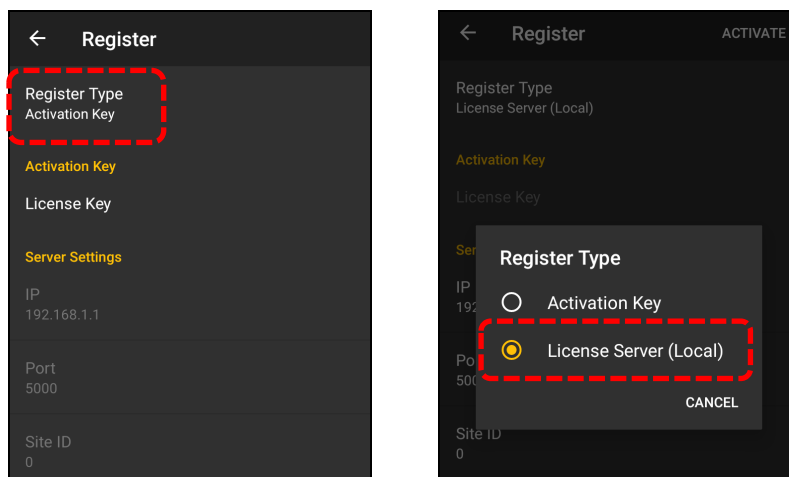 Register
Register Type
Activation Key
Activation Key
License Key
Server Settings
IP
192.168.1.1
Port
5000
Site ID
0
Register
ACTIVATE
Register Type
License Server (Local)
Activation Key
License Key
Ser
IP
192
Po
500
Site ID
0
Register Type
Activation Key
License Server (Local)
CANCEL